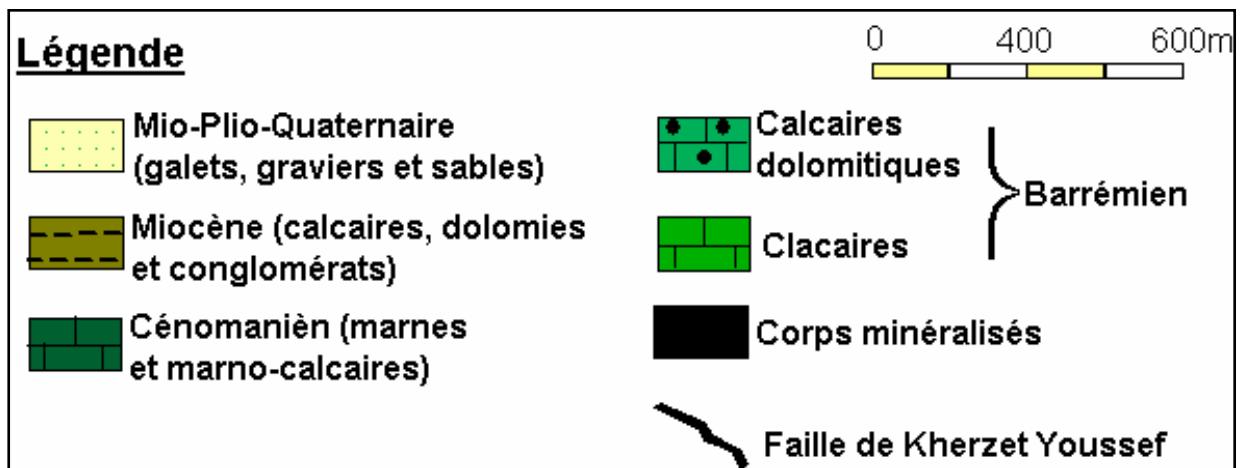 Légende
0 400 600m
Mio-Plio-Quaternaire
(galets, graviers et sables)
Miocène (calcaires, dolomies
et conglomérats)
Cénomanièn (marnes
et marno-calcaires)
Calcaires
dolomitiques
Barrémien
Clacaires
Corps minéralisés
Faille de Kherzet Youssef